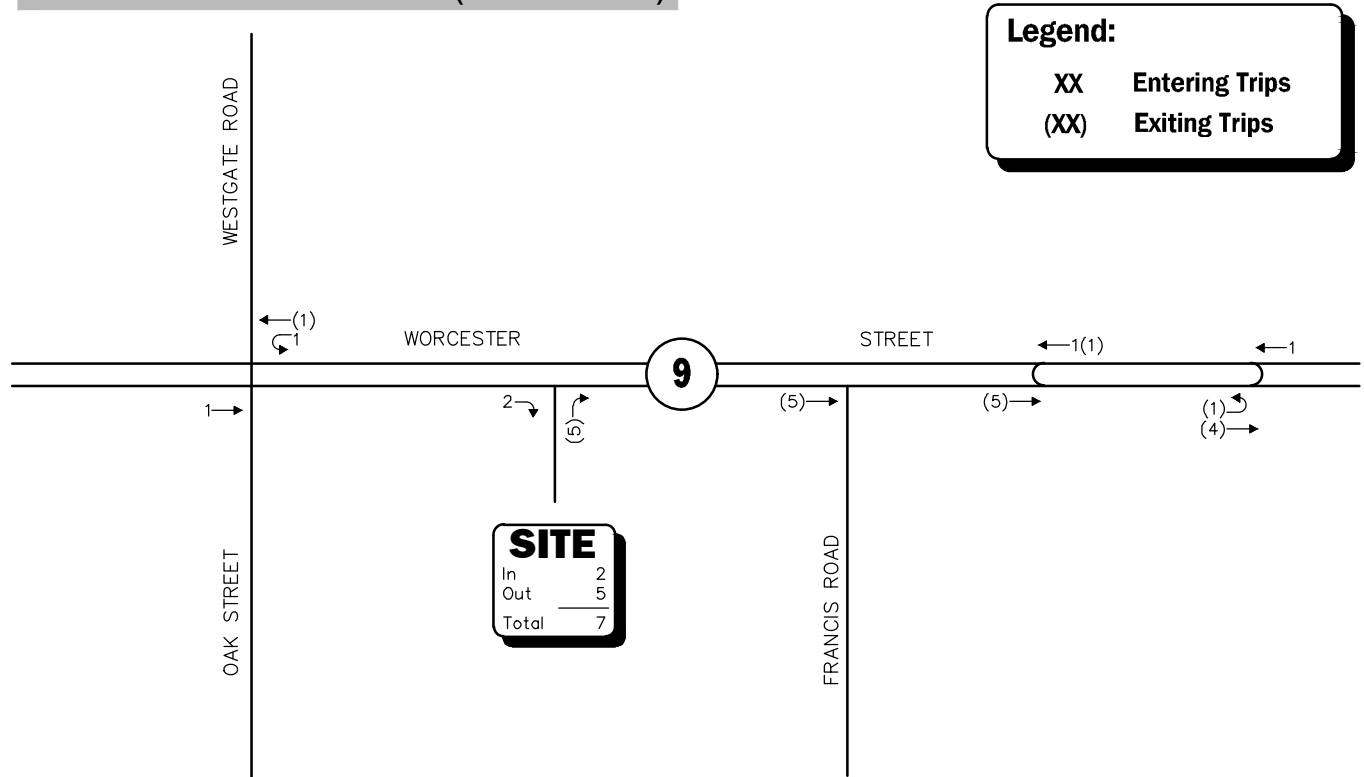 Legend:
XX Entering Trips
(XX) Exiting Trips
WESTGATE ROAD
(1)
1
WORCESTER
9
STREET
1(1)
1
1
2
(5)
(5)
(5)
(1)
(4)
SITE
In 2
Out 5
Total 7
OAK STREET
FRANCIS ROAD